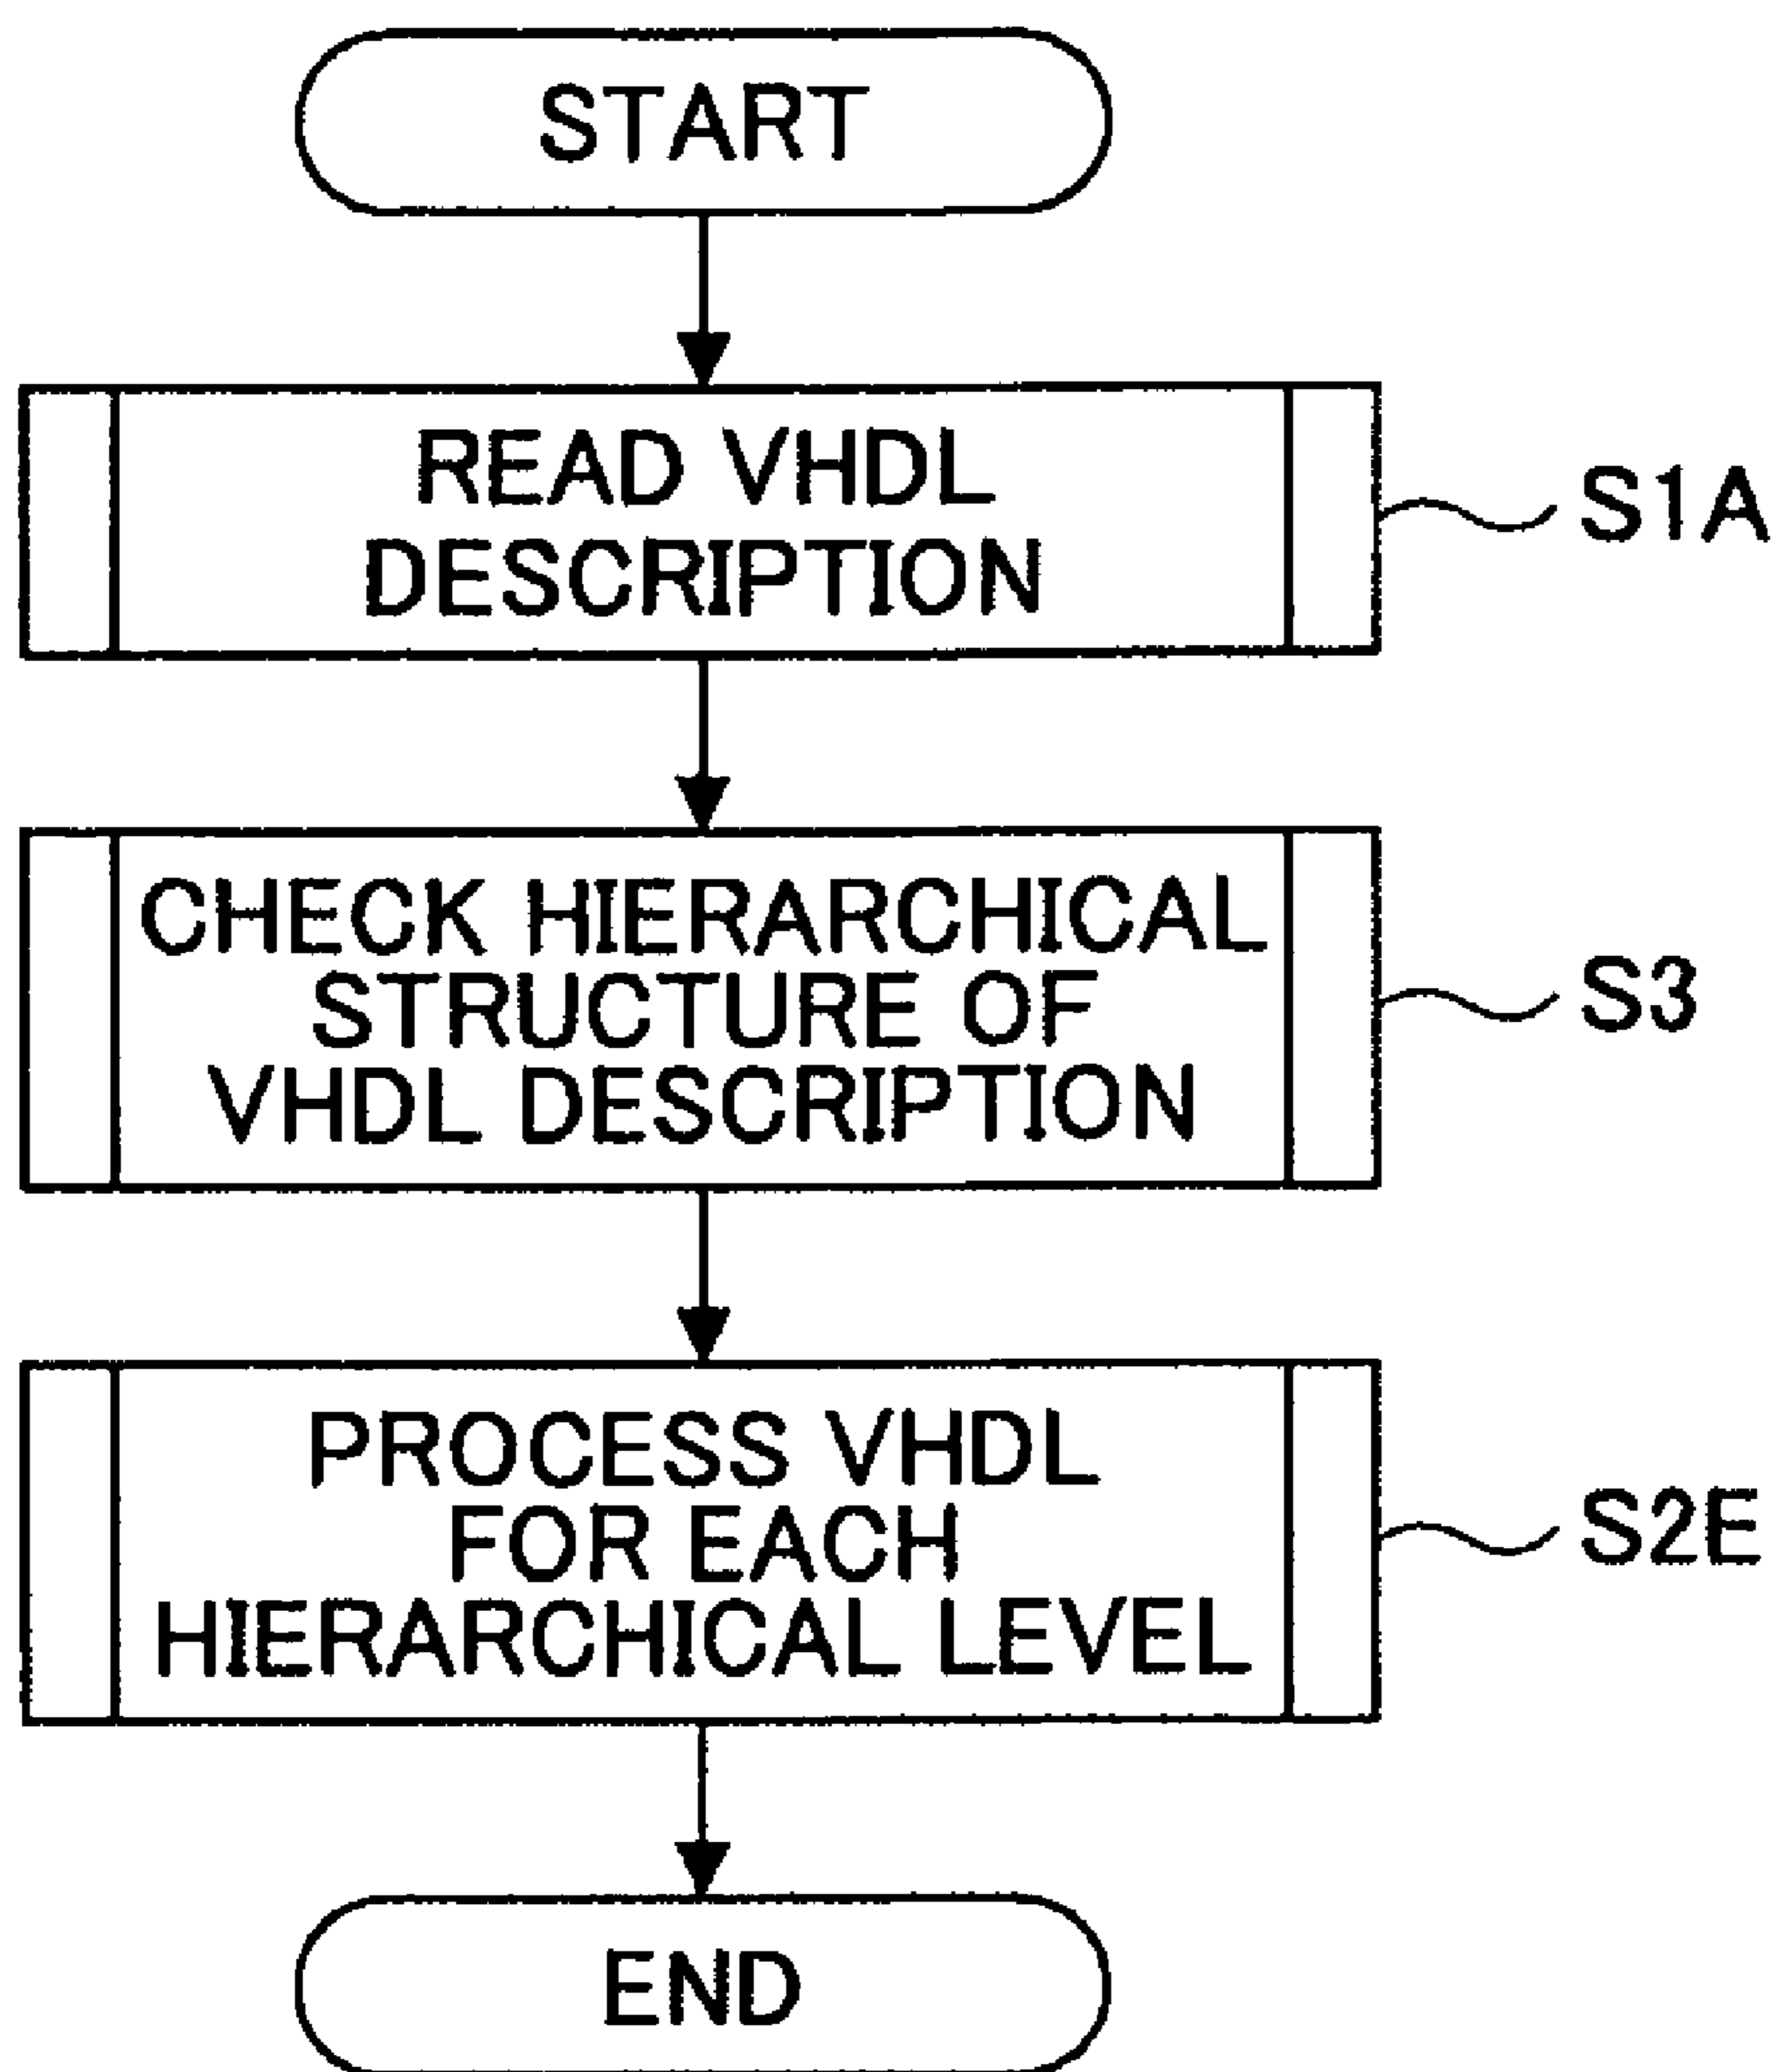 START
READ VHDL
DESCRIPTION
S1A
CHECK HIERARCHICAL
STRUCTURE OF
VHDL DESCRIPTION
S3
PROCESS VHDL
FOR EACH
HIERARCHICAL LEVEL
S2E
END